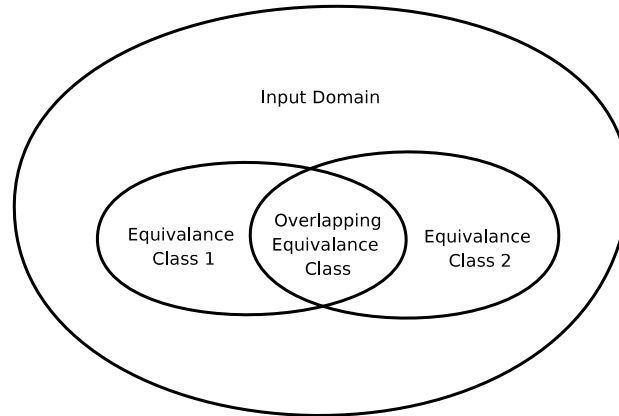 Input Domain
Equivalance
Class 1
Overlapping
Equivalance
Class
Equivalance
Class 2